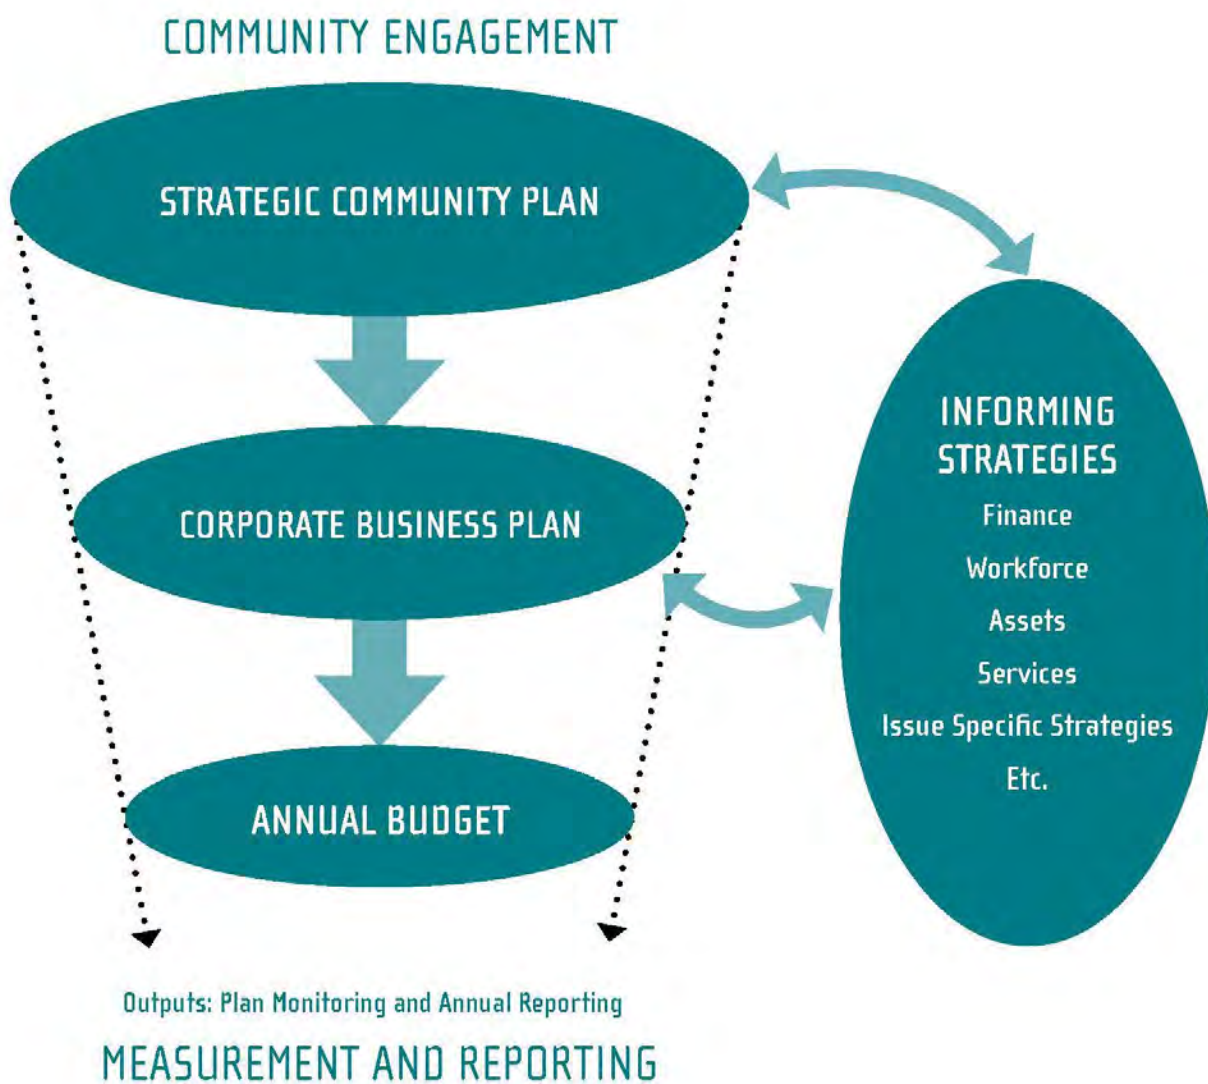 COMMUNITY ENGAGEMENT
STRATEGIC COMMUNITY PLAN
CORPORATE BUSINESS PLAN
ANNUAL BUDGET
INFORMING
STRATEGIES
Finance
Workforce
Assets
Services
Issue Specific Strategies
Etc.
Outputs: Plan Monitoring and Annual Reporting
MEASUREMENT AND REPORTING